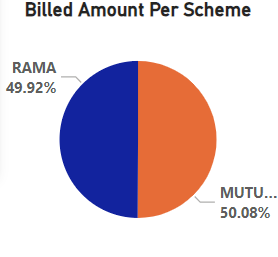 Billed Amount Per Scheme
RAMA
49.92%
MUTU...
50.08%